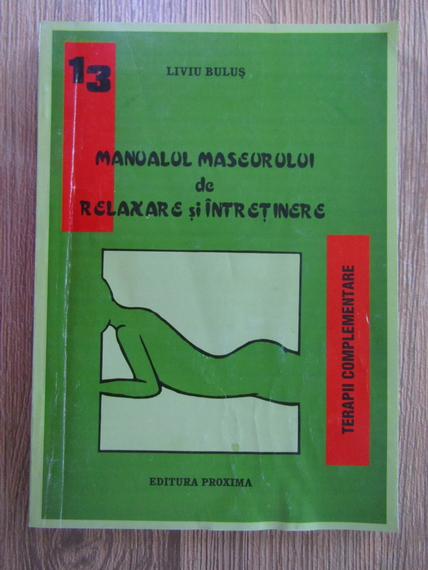 13
LIVIU BULUȘ
MANUALUL MASEURULUI
de
RELAXARE și ÎNTREȚINERE
TERAPII COMPLEMENTARE
EDITURA PROXIMA